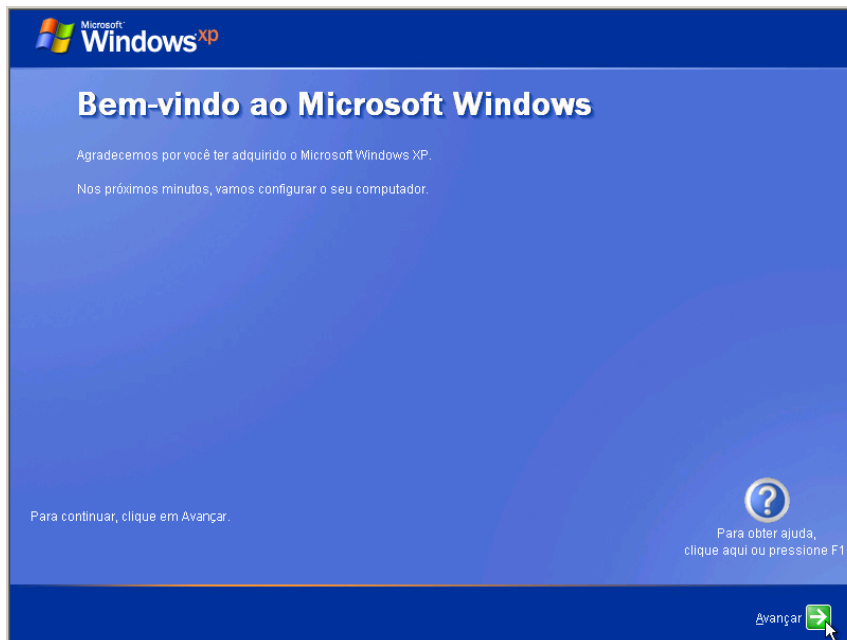 Microsoft
Windows xp
Bem-vindo ao Microsoft Windows
Agradecemos por você ter adquirido o Microsoft Windows XP.
Nos próximos minutos, vamos configurar o seu computador.
Para continuar, clique em Avançar.
Para obter ajuda,
clique aqui ou pressione F1
Avançar